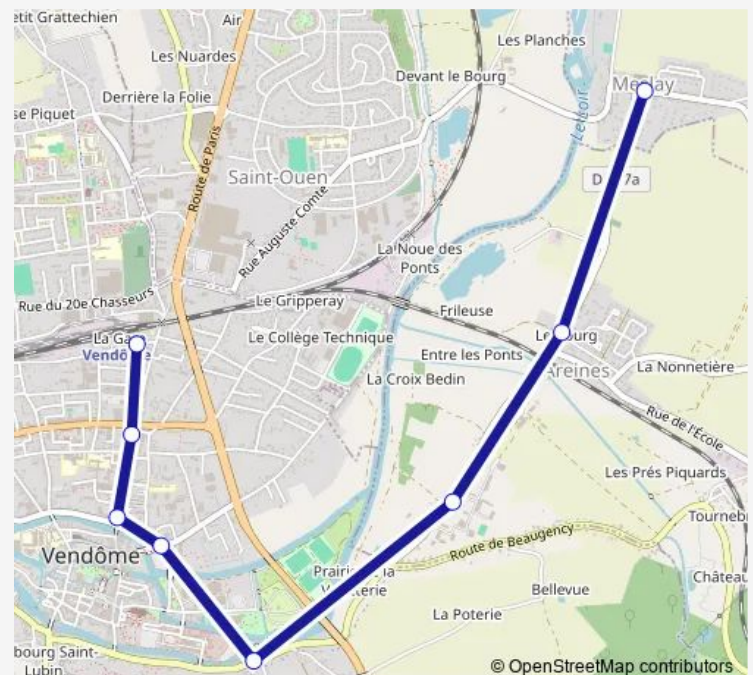 etit Grattechien
Air
Les Planches
Les Nuardes
Devant le Bourg
Derrière la Folie
se Piquet
Le Loir
Route de Paris
Saint-Ouen
Rue Auguste Comte
La Noue des
Ponts
Rue du 20e Chasseurs
Le Gripperay
Frileuse
Vendôme
Le Collège Technique
Entre les Ponts
Areines
La Nonnetière
La Croix Bedin
Rue de l'École
Les Prés Piquards
Tourneb
Route de Beaugency
Vendôme
Château
Bellevue
La Poterie
bourg Saint-
Lubin
© OpenStreetMap contributors